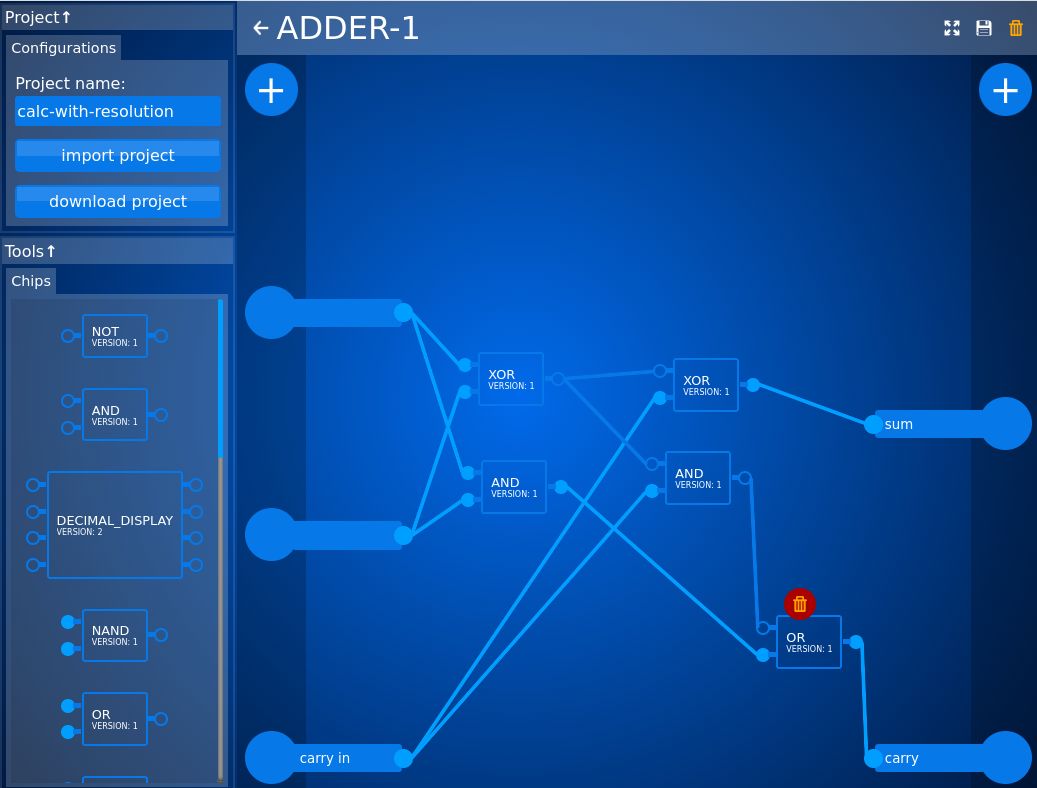 Project↑
Configurations
Project name:
calc-with-resolution
import project
download project
Tools↑
Chips
NOT
VERSION: 1
AND
VERSION: 1
DECIMAL_DISPLAY
VERSION: 2
NAND
VERSION: 1
OR
VERSION: 1
← ADDER-1
+
+
XOR
VERSION: 1
XOR
VERSION: 1
sum
AND
VERSION: 1
AND
VERSION: 1
OR
VERSION: 1
carry in
carry